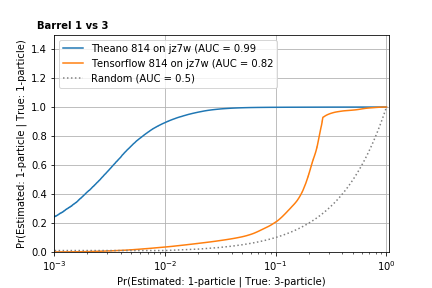 Barrel 1 vs 3
Theano 814 on jz7w (AUC = 0.99
Tensorflow 814 on jz7w (AUC = 0.82
Random (AUC = 0.5)
Pr(Estimated: 1-particle | True: 1-particle)
1.4
1.2
1.0
0.8
0.6
0.4
0.2
0.0
10⁻³
10⁻²
10⁻¹
10⁰
Pr(Estimated: 1-particle | True: 3-particle)